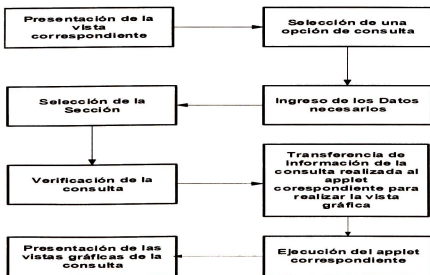 Presentación de la
vista
correspondiente
Selección de una
opción de consulta
Ingreso de los Datos
necesarios
Selección de la
Sección
Verificación de la
consulta
Transferencia de
información de la
consulta realizada al
applet
corespondiente para
realizar la vista
gráfica
Ejecución del applet
correspondiente
Presentación de las
vistas gráficas de la
consulta